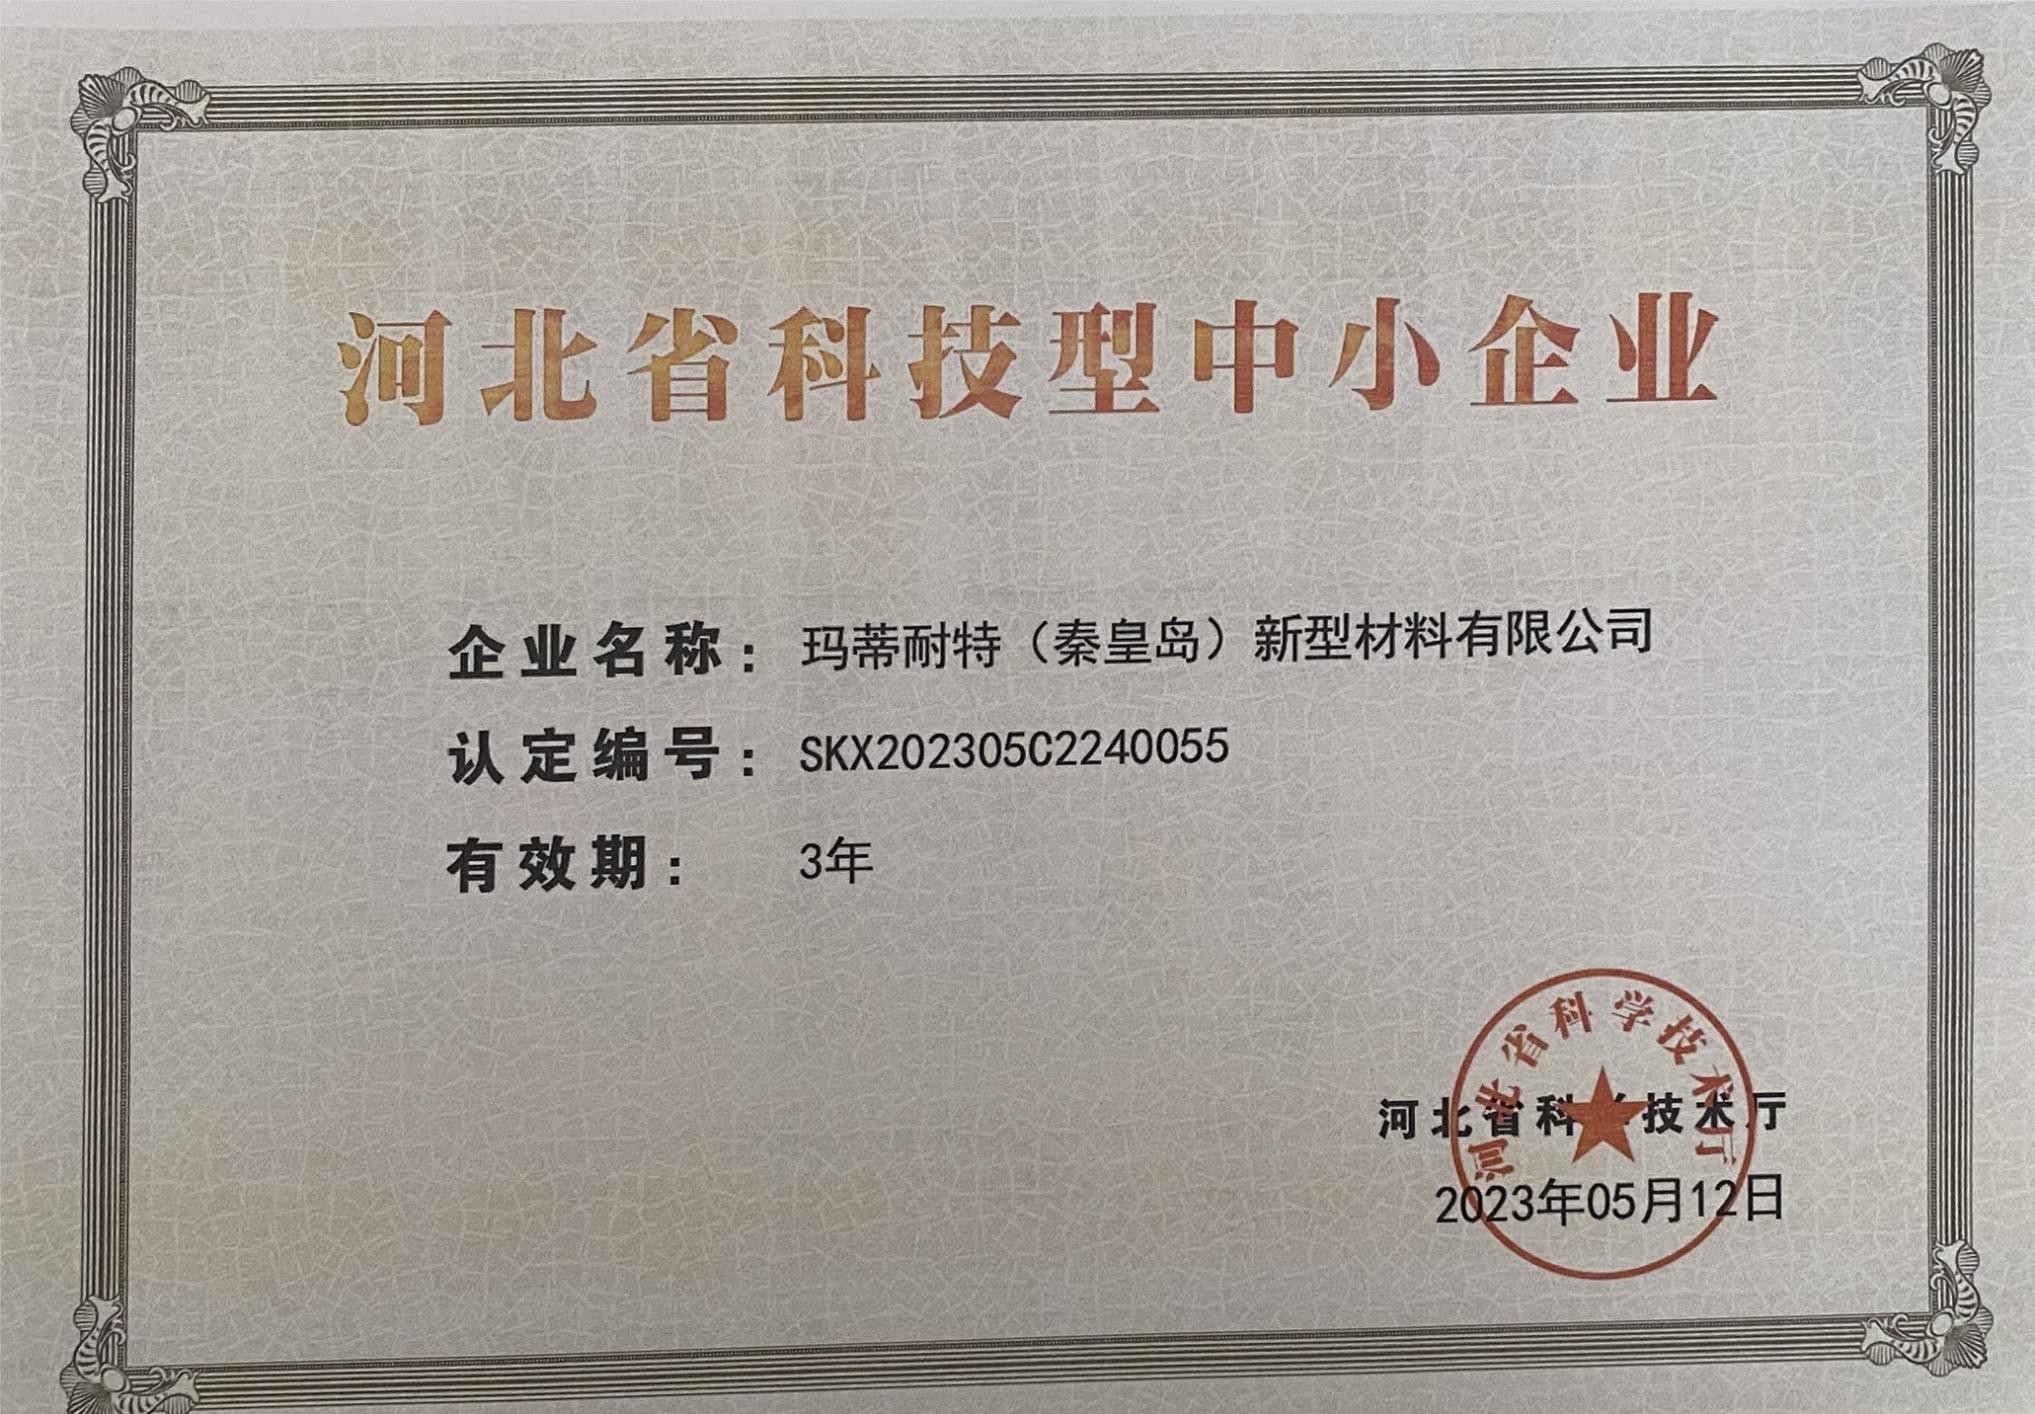 河北省科技型中小企业
企业名称：玛蒂耐特（秦皇岛）新型材料有限公司
认定编号：SKX202305C2240055
有效期：3年
河北省科学技术厅
河北省科学技术厅
2023年05月12日